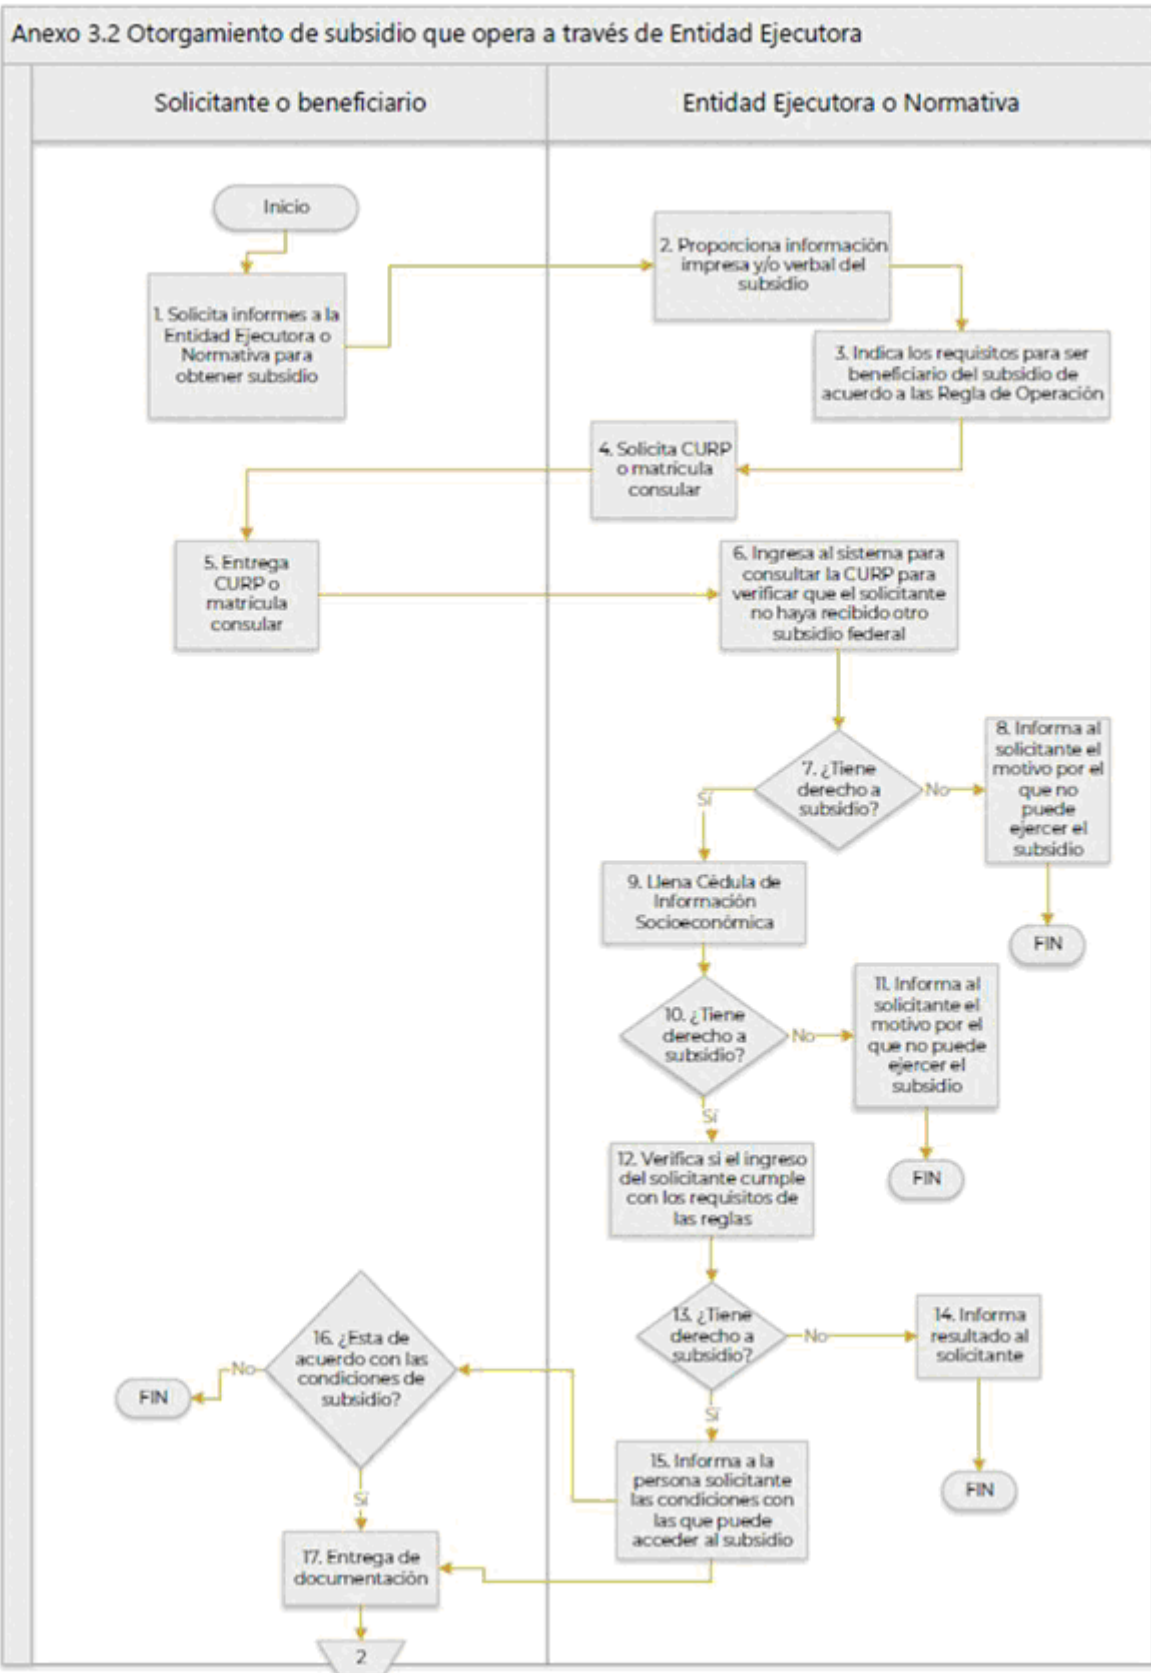 Anexo 3.2 Otorgamiento de subsidio que opera a través de Entidad Ejecutora
Solicitante o beneficiario
Entidad Ejecutora o Normativa
Inicio
1. Solicita informes a la
Entidad Ejecutora o
Normativa para
obtener subsidio
2. Proporciona información
impresa y/o verbal del
subsidio
3. Indica los requisitos para ser
beneficiario del subsidio de
acuerdo a las Regla de Operación
4. Solicita CURP
o matrícula
consular
5. Entrega
CURP o
matrícula
consular
6. Ingresa al sistema para
consultar la CURP para
verificar que el solicitante
no haya recibido otro
subsidio federal
7. ¿Tiene
derecho a
subsidio?
No
Sí
8. Informa al
solicitante el
motivo por el
que no
puede
ejercer el
subsidio
FIN
9. Llena Cédula de
Información
Socioeconómica
10. ¿Tiene
derecho a
subsidio?
No
Sí
11. Informa al
solicitante el
motivo por el
que no puede
ejercer el
subsidio
FIN
12. Verifica si el ingreso
del solicitante cumple
con los requisitos de
las reglas
13. ¿Tiene
derecho a
subsidio?
No
Sí
14. Informa
resultado al
solicitante
FIN
15. Informa a la
persona solicitante
las condiciones con
las que puede
acceder al subsidio
16. ¿Esta de
acuerdo con las
condiciones de
subsidio?
No
FIN
Sí
17. Entrega de
documentación
2